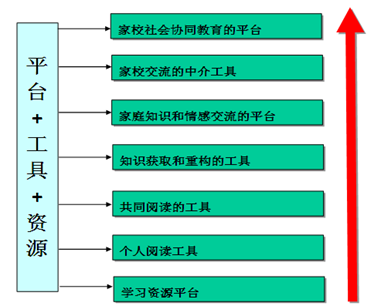 平台+工具+资源
家校社会协同教育的平台
家校交流的中介工具
家庭知识和情感交流的平台
知识获取和重构的工具
共同阅读的工具
个人阅读工具
学习资源平台